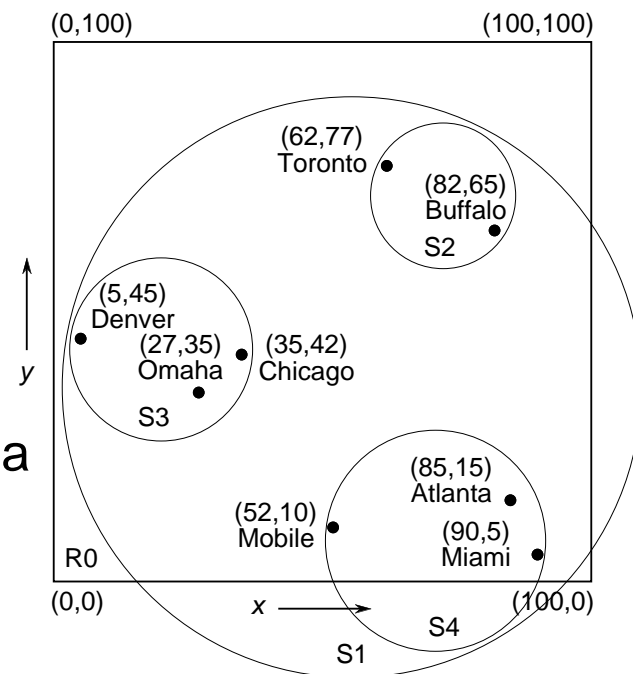 (0,100)
(100,100)
(62,77)
Toronto
(82,65)
Buffalo
S2
(5,45)
Denver
(27,35)
Omaha
(35,42)
Chicago
S3
y
a
(85,15)
Atlanta
(52,10)
Mobile
(90,5)
Miami
R0
(0,0)
x
(100,0)
S4
S1